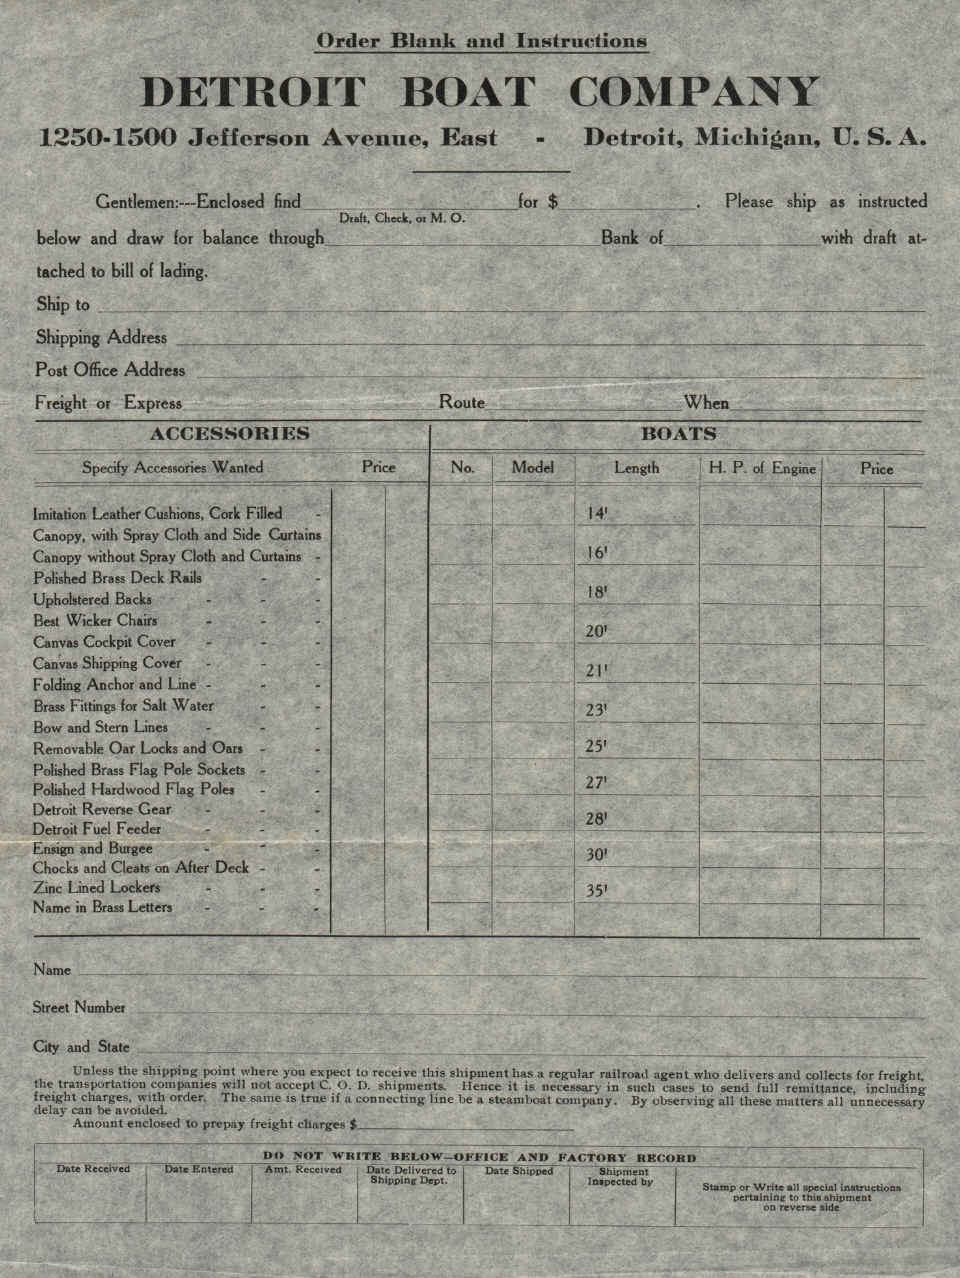 Order Blank and Instructions
DETROIT BOAT COMPANY
1250-1500 Jefferson Avenue, East - Detroit, Michigan, U. S. A.
Gentlemen:---Enclosed find for $ . Please ship as instructed
Draft, Check, or M. O.
below and draw for balance through Bank of with draft at-
tached to bill of lading.
Ship to
Shipping Address
Post Office Address
Freight or Express Route When
ACCESSORIES BOATS
Specify Accessories Wanted Price No. Model Length H. P. of Engine Price
Imitation Leather Cushions, Cork Filled -
Canopy, with Spray Cloth and Side Curtains
Canopy without Spray Cloth and Curtains -
Polished Brass Deck Rails - -
Upholstered Backs - - -
Best Wicker Chairs - - -
Canvas Cockpit Cover - - -
Canvas Shipping Cover - - -
Folding Anchor and Line - - -
Brass Fittings for Salt Water - -
Bow and Stern Lines - - -
Removable Oar Locks and Oars - -
Polished Brass Flag Pole Sockets - -
Polished Hardwood Flag Poles - -
Detroit Reverse Gear - - -
Detroit Fuel Feeder - - -
Ensign and Burgee - - -
Chocks and Cleats on After Deck - -
Zinc Lined Lockers - - -
Name in Brass Letters - - -
14'
16'
18'
20'
21'
23'
25'
27'
28'
30'
35'
Name
Street Number
City and State
Unless the shipping point where you expect to receive this shipment has a regular railroad agent who delivers and collects for freight,
the transportation companies will not accept C. O. D. shipments. Hence it is necessary in such cases to send full remittance, including
freight charges, with order. The same is true if a connecting line be a steamboat company. By observing all these matters all unnecessary
delay can be avoided.
Amount enclosed to prepay freight charges $
DO NOT WRITE BELOW—OFFICE AND FACTORY RECORD
Date Received
Date Entered
Amt. Received
Date Delivered to
Shipping Dept.
Date Shipped
Shipment
Inspected by
Stamp or Write all special instructions
pertaining to this shipment
on reverse side